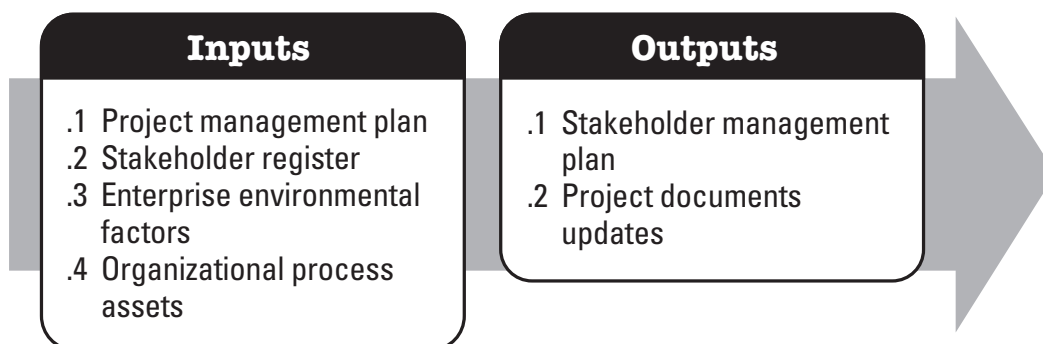 Inputs
.1 Project management plan
.2 Stakeholder register
.3 Enterprise environmental
factors
.4 Organizational process
assets
Outputs
.1 Stakeholder management
plan
.2 Project documents
updates